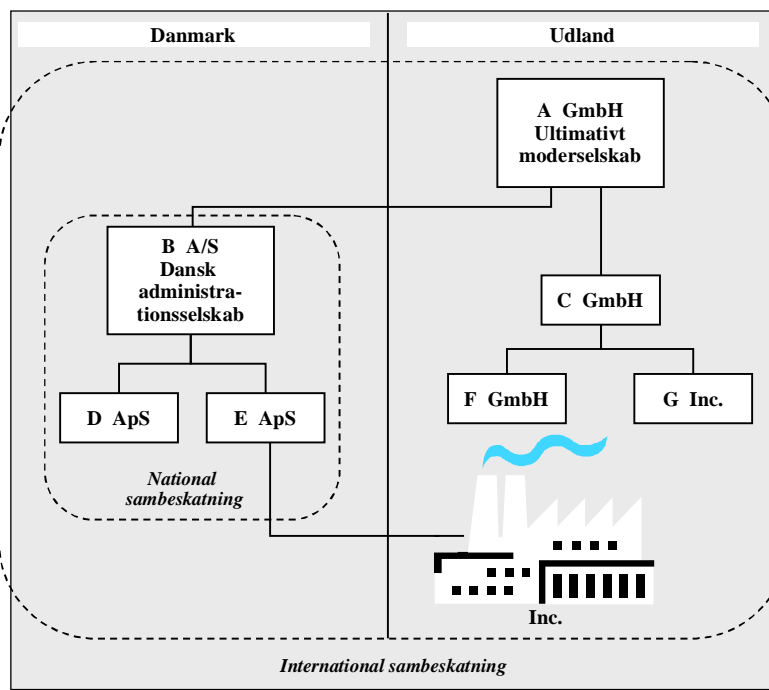 Danmark
Udland
A GmbH
Ultimativt
moderselskab
B A/S
Dansk
administra-
tionsselskab
C GmbH
D ApS
E ApS
F GmbH
G Inc.
National
sambeskatning
Inc.
International sambeskatning